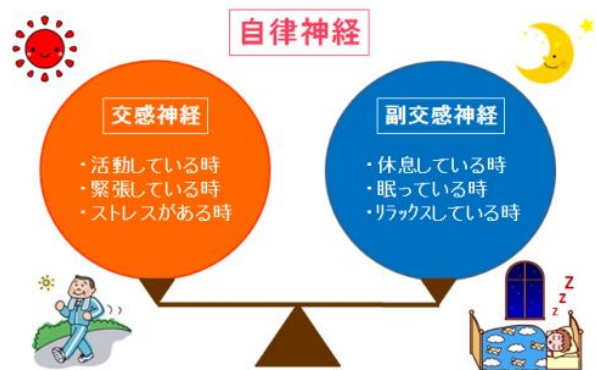 自律神経
交感神経
・活動している時
・緊張している時
・ストレスがある時
副交感神経
・休息している時
・眠っている時
・リラックスしている時
Z
Z
Z